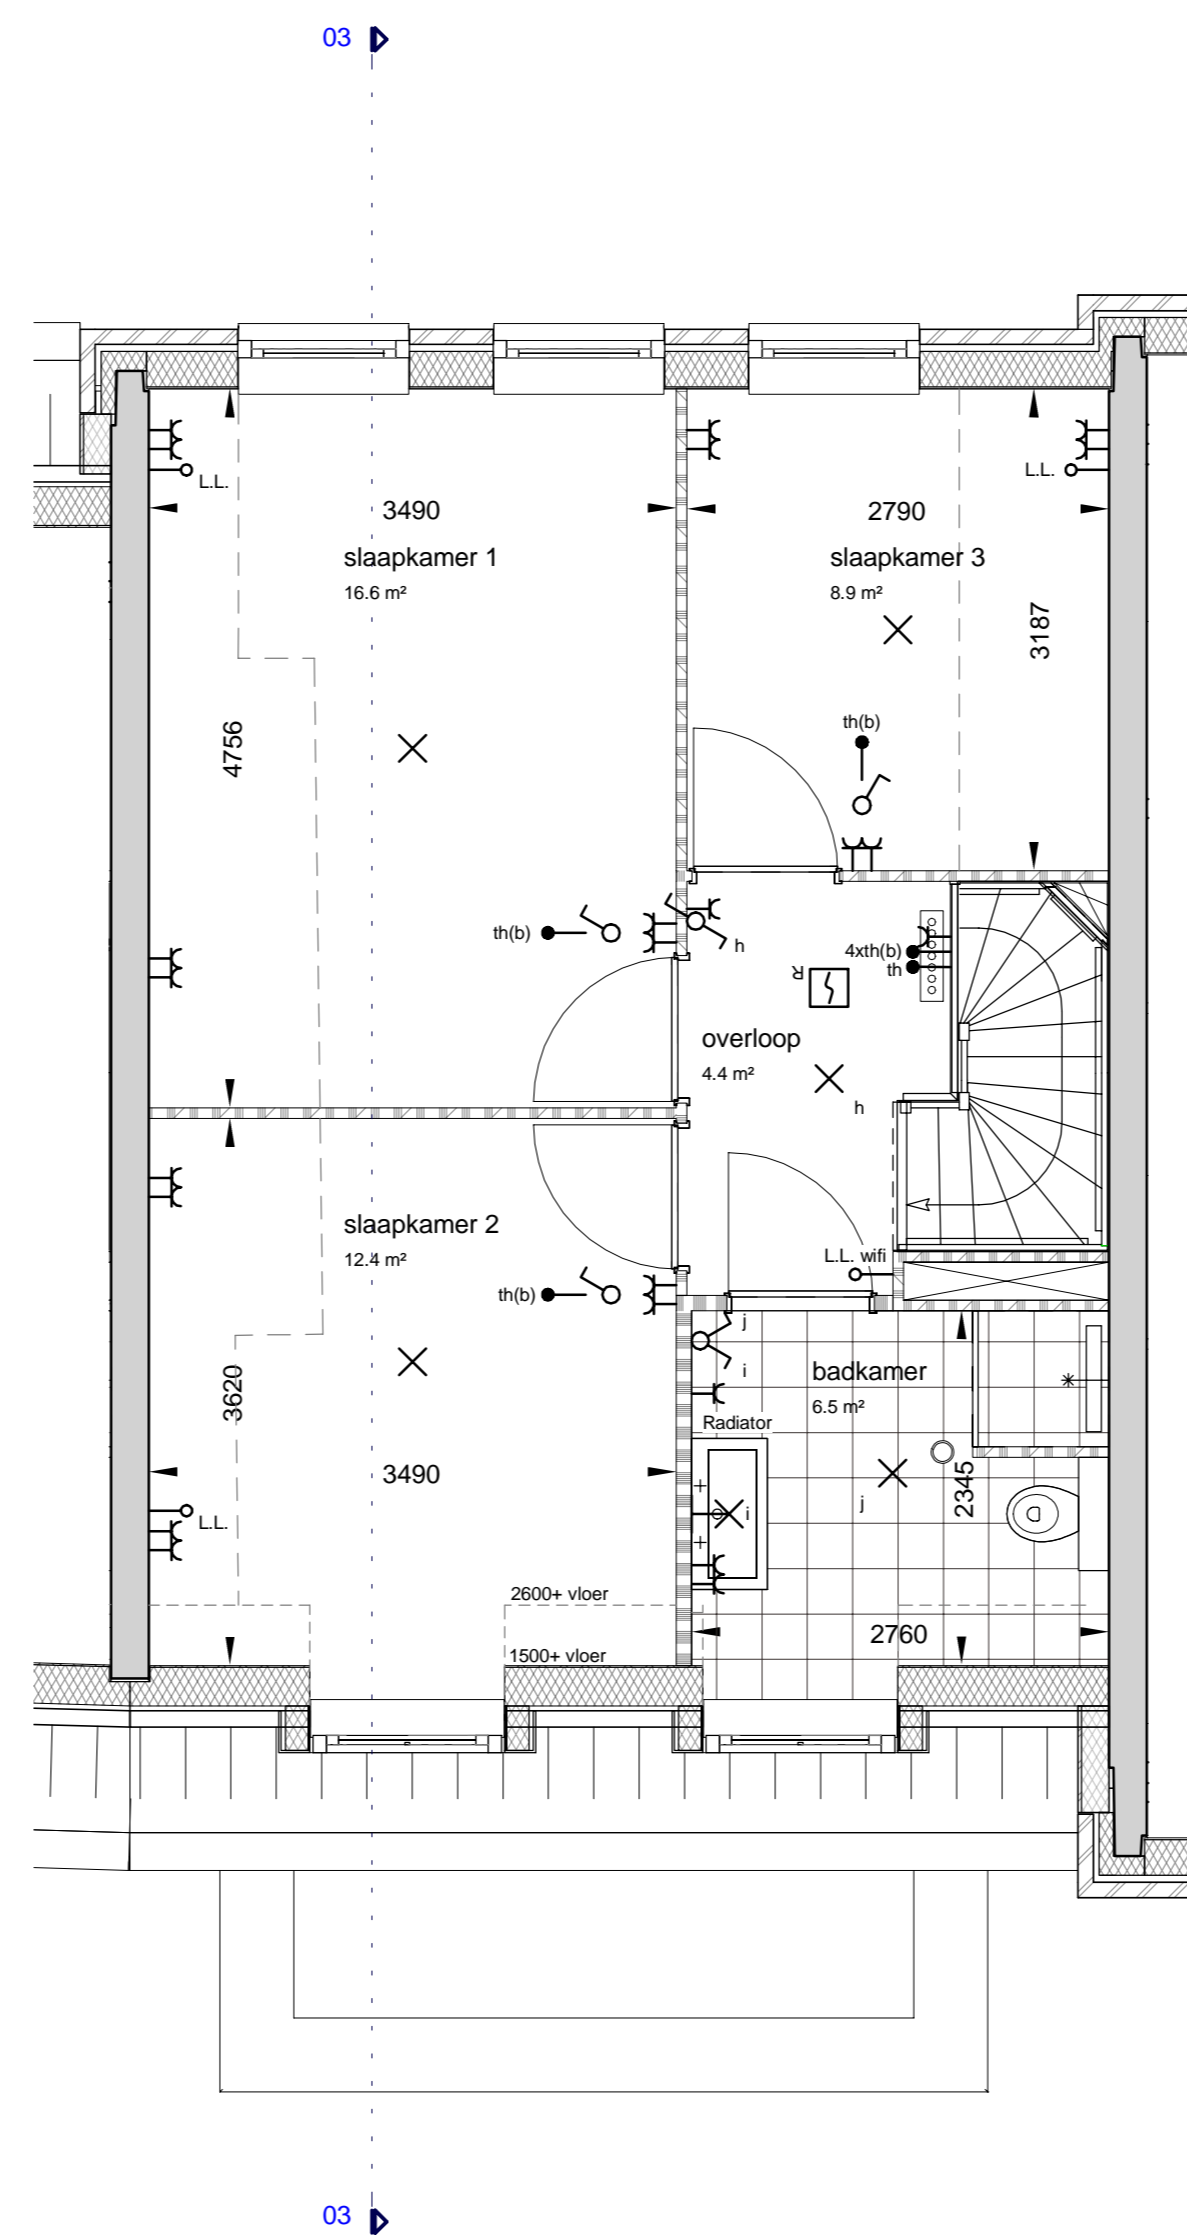 03
L.L.
L.L.
3490
2790
slaapkamer 1
16.6 m²
slaapkamer 3
8.9 m²
3187
4756
th(b)
th(b)
h
4xth(b)
th
R
overloop
4.4 m²
h
slaapkamer 2
12.4 m²
L.L. wifi
th(b)
j
i
badkamer
6.5 m²
3620
Radiator
3490
2345
j
i
L.L.
2600+ vloer
2760
1500+ vloer
03